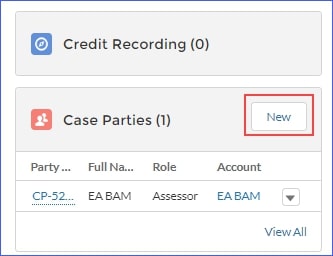 Credit Recording (0)
Case Parties (1) New
Party ... Full Na... Role Account
CP-52... EA BAM Assessor EA BAM
View All